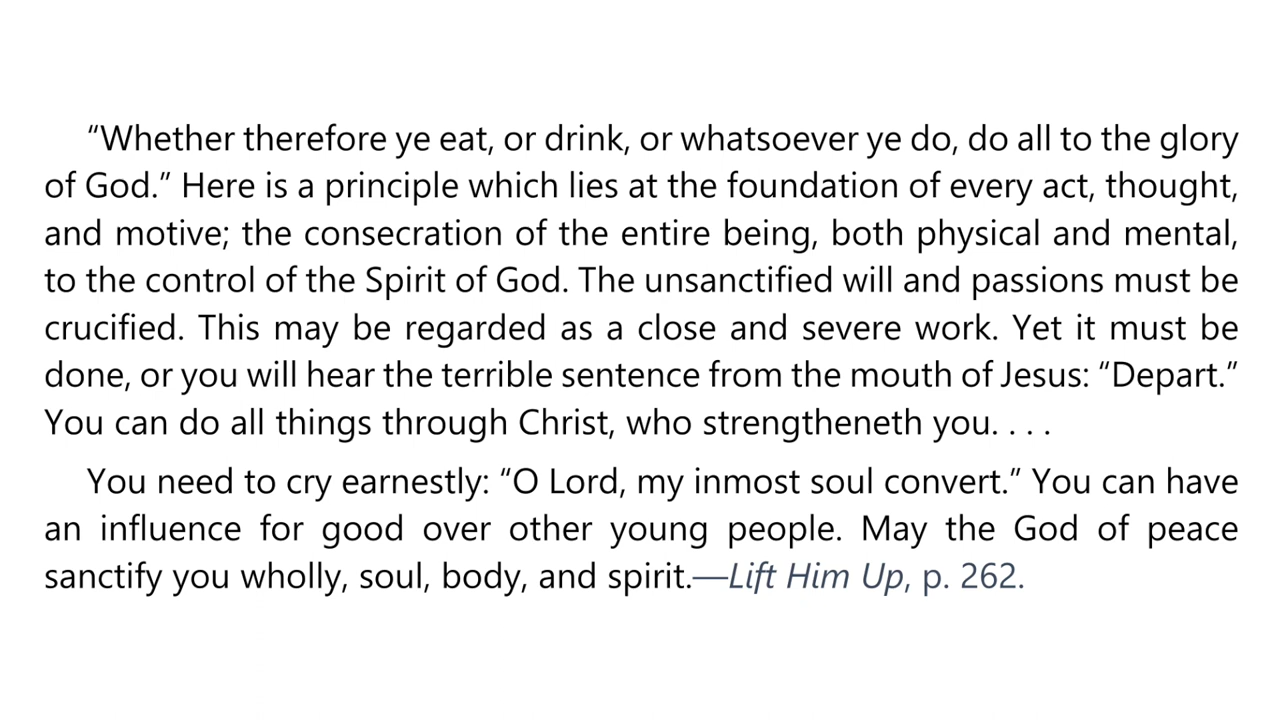 “Whether therefore ye eat, or drink, or whatsoever ye do, do all to the glory
of God.” Here is a principle which lies at the foundation of every act, thought,
and motive; the consecration of the entire being, both physical and mental,
to the control of the Spirit of God. The unsanctified will and passions must be
crucified. This may be regarded as a close and severe work. Yet it must be
done, or you will hear the terrible sentence from the mouth of Jesus: “Depart.”
You can do all things through Christ, who strengtheneth you. . . .
You need to cry earnestly: “O Lord, my inmost soul convert.” You can have
an influence for good over other young people. May the God of peace
sanctify you wholly, soul, body, and spirit.—Lift Him Up, p. 262.